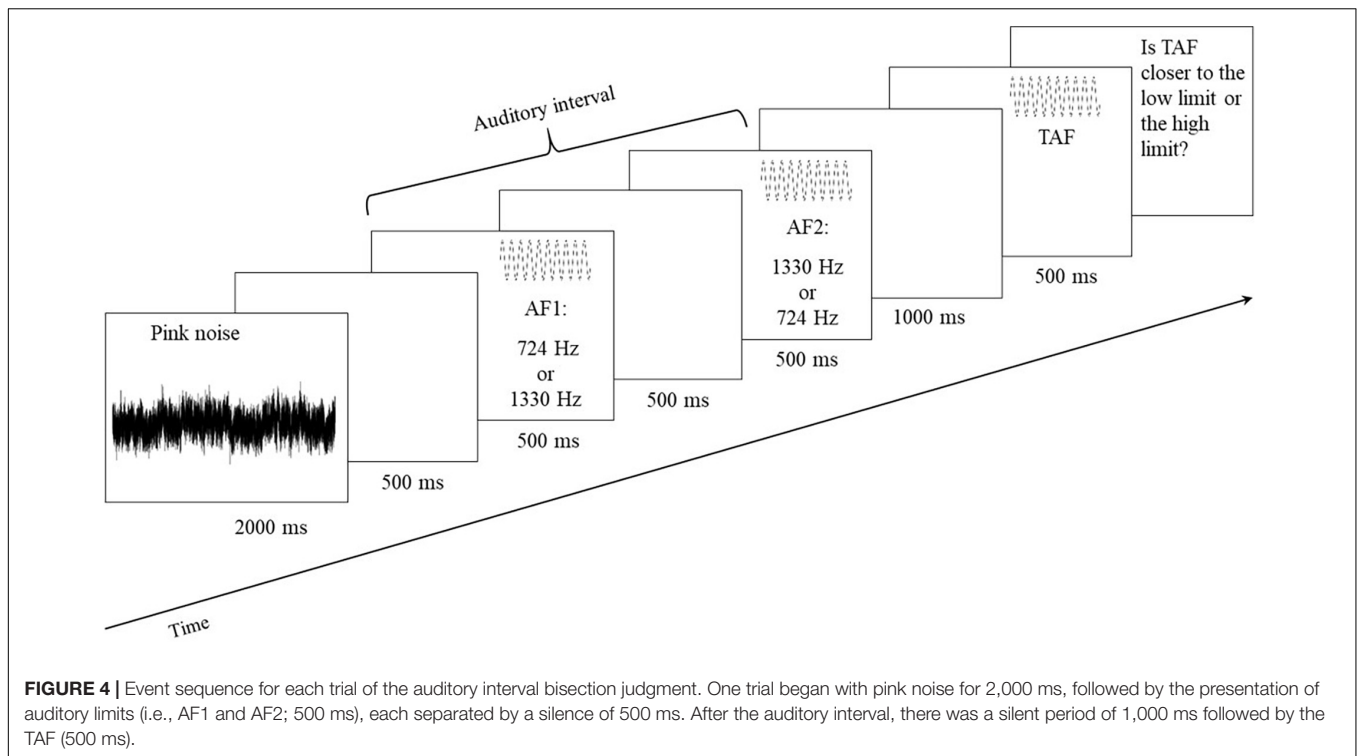 Pink noise
2000 ms
500 ms
Auditory interval
AF1:
724 Hz
or
1330 Hz
500 ms
500 ms
AF2:
1330 Hz
or
724 Hz
500 ms
1000 ms
TAF
500 ms
Is TAF
closer to the
low limit or
the high
limit?
Time
FIGURE 4 | Event sequence for each trial of the auditory interval bisection judgment. One trial began with pink noise for 2,000 ms, followed by the presentation of
auditory limits (i.e., AF1 and AF2; 500 ms), each separated by a silence of 500 ms. After the auditory interval, there was a silent period of 1,000 ms followed by the
TAF (500 ms).